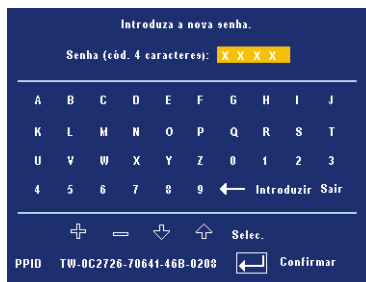 Introduza a nova senha.
Senha (cód. 4 caracteres): X X X X
A B C D E F G H I J
K L M N O P Q R S T
U V W X Y Z 0 1 2 3
4 5 6 7 8 9 Introduzir Sair
Selec.
PPID TW-0C2726-70641-46B-0208 Confirmar